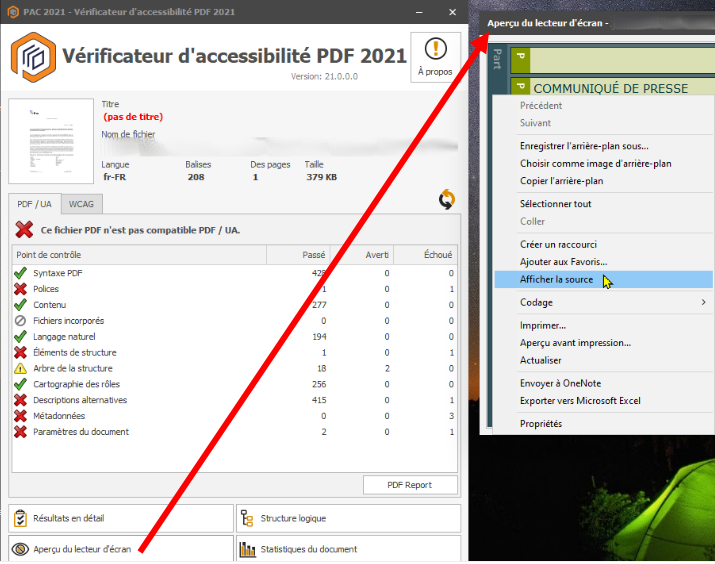 PAC 2021 - Vérificateur d'accessibilité PDF 2021
Vérificateur d'accessibilité PDF 2021
Version: 21.0.0.0
À propos
Titre
(pas de titre)
Nom de fichier
Langue Balises Des pages Taille
fr-FR 208 1 379 KB
PDF / UA WCAG
Ce fichier PDF n'est pas compatible PDF / UA.
Point de contrôle Passé Averti Échoué
Syntaxe PDF 428 0 0
Polices 1 0 1
Contenu 277 0 0
Fichiers incorporés 0 0 0
Langage naturel 194 0 0
Éléments de structure 1 0 1
Arbre de la structure 18 2 0
Cartographie des rôles 256 0 0
Descriptions alternatives 415 0 1
Métadonnées 0 0 3
Paramètres du document 2 0 1
PDF Report
Résultats en détail
Structure logique
Aperçu du lecteur d'écran
Statistiques du document
Aperçu du lecteur d'écran -
Part
P
P COMMUNIQUÉ DE PRESSE
Précédent
Suivant
Enregistrer l'arrière-plan sous...
Choisir comme image d'arrière-plan
Copier l'arrière-plan
Sélectionner tout
Coller
Créer un raccourci
Ajouter aux Favoris...
Afficher la source
Codage
Imprimer...
Aperçu avant impression...
Actualiser
Envoyer à OneNote
Exporter vers Microsoft Excel
Propriétés